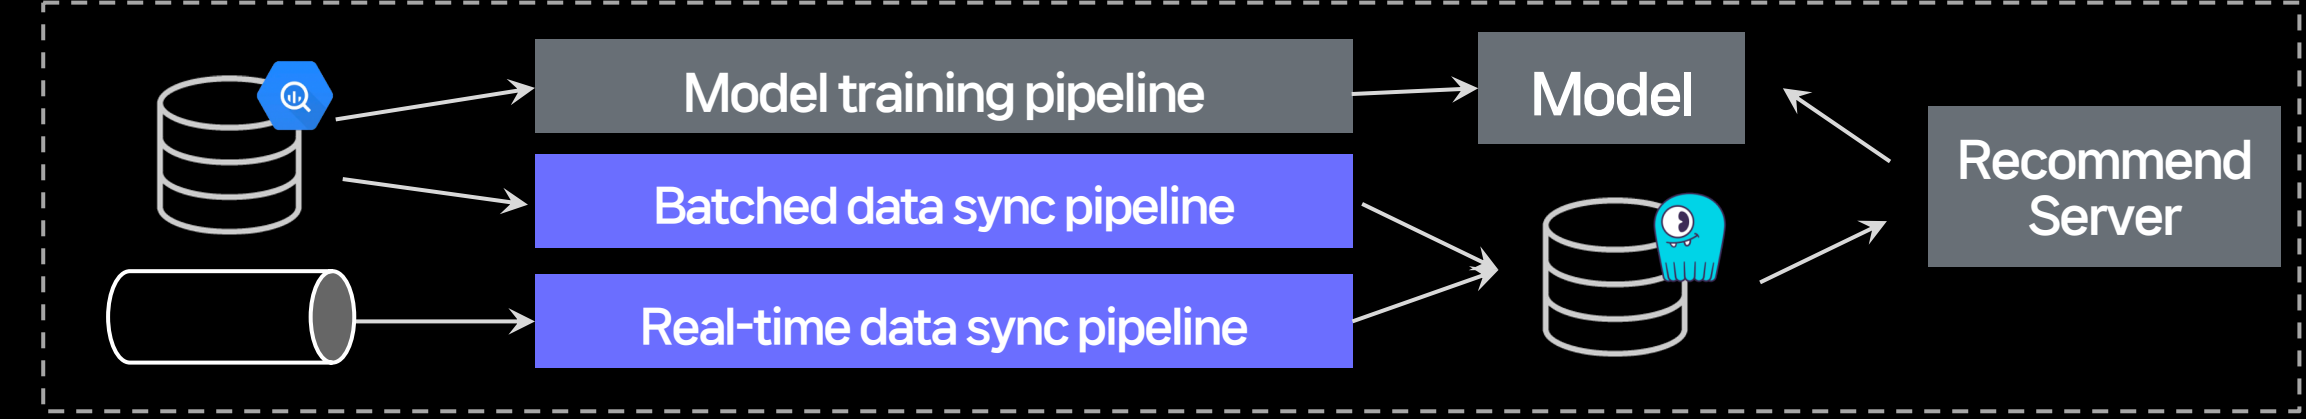 Model training pipeline
Model
Batched data sync pipeline
Recommend
Server
Real-time data sync pipeline